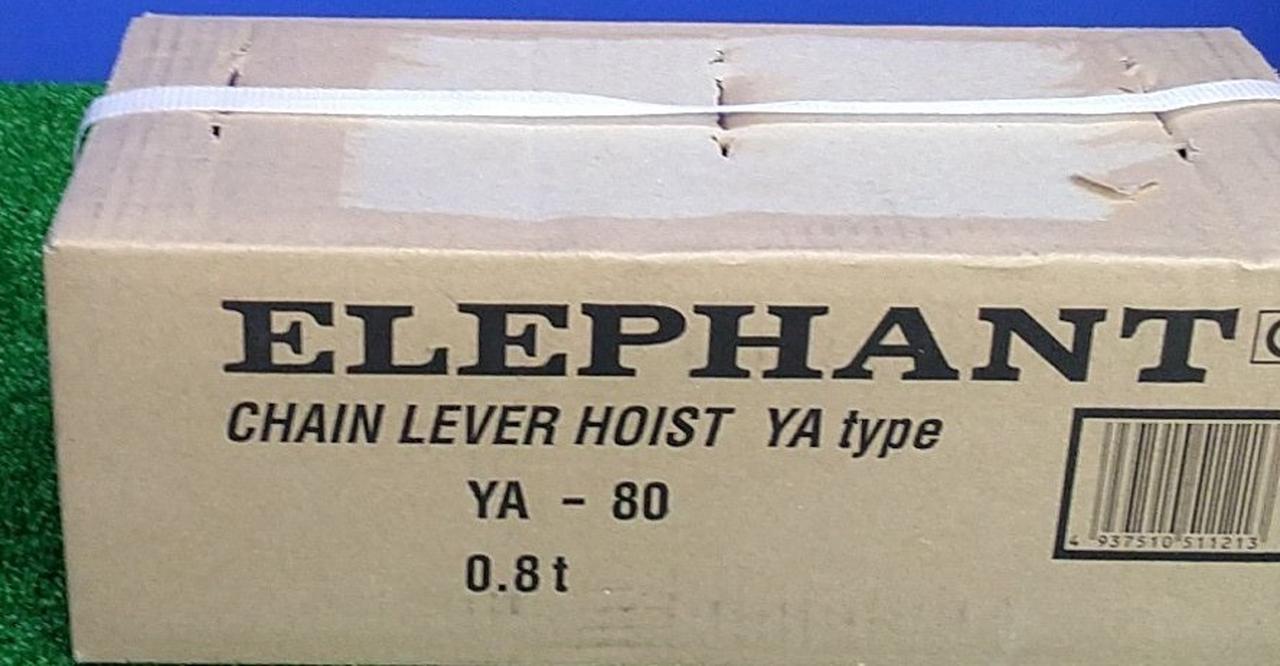 ELEPHANT
CHAIN LEVER HOIST YA type
YA - 80
0.8t
4 937510 511213